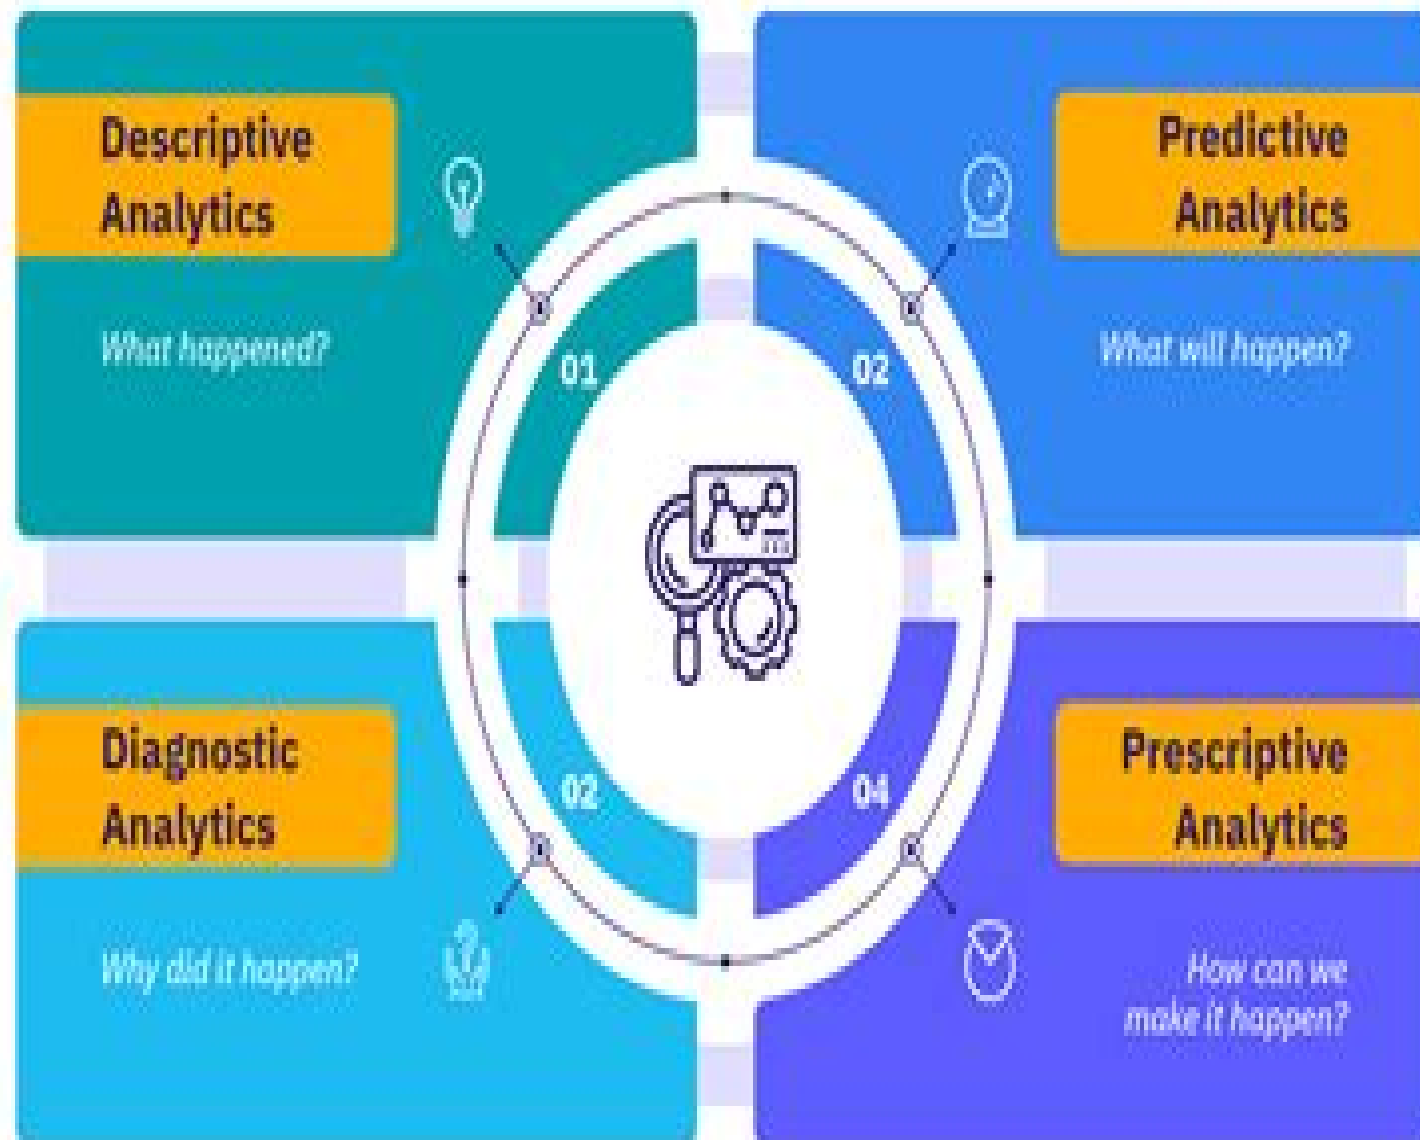 Descriptive
Analytics
What happened?
01
Predictive
Analytics
What will happen?
02
Diagnostic
Analytics
Why did it happen?
02
Prescriptive
Analytics
How can we
make it happen?
04